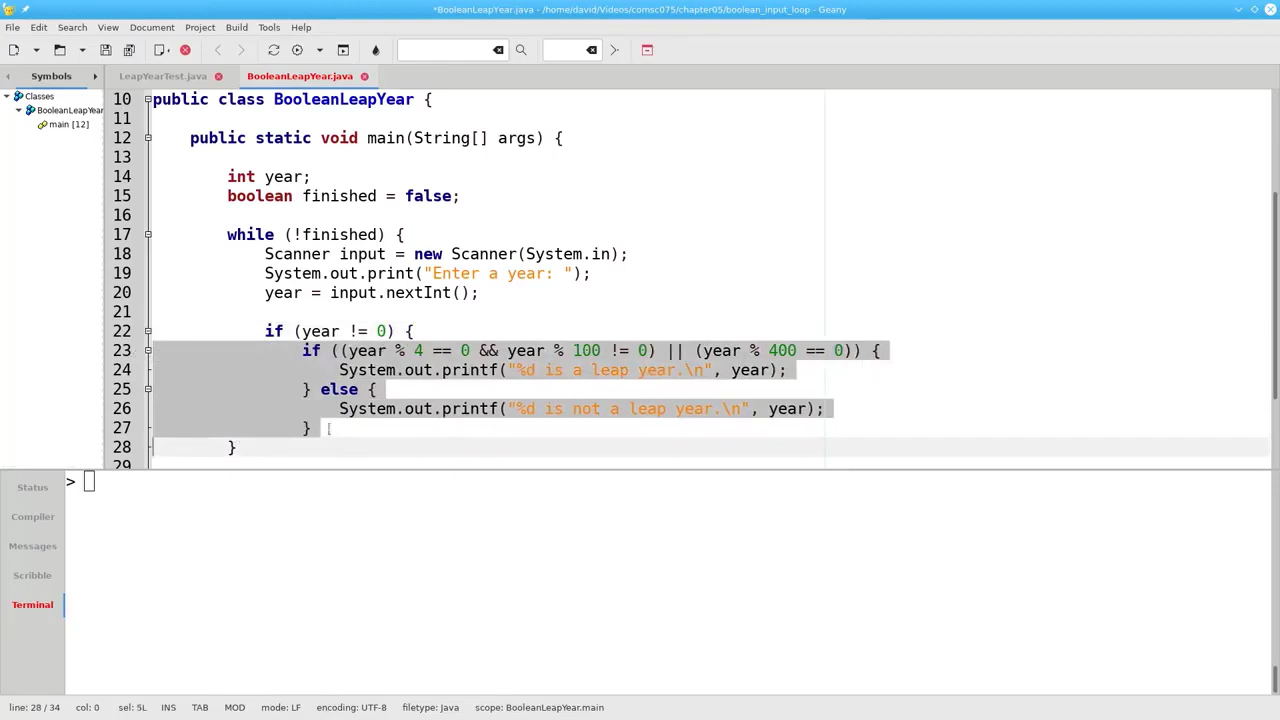 *BooleanLeapYear.java - /home/david/Videos/comsc075/chapter05/boolean_input_loop - Geany
File Edit Search View Document Project Build Tools Help
Symbols LeapYearTest.java BooleanLeapYear.java
Classes
BooleanLeapYear
main [12]
10 public class BooleanLeapYear {
11
12 public static void main(String[] args) {
13
14 int year;
15 boolean finished = false;
16
17 while (!finished) {
18 Scanner input = new Scanner(System.in);
19 System.out.print("Enter a year: ");
20 year = input.nextInt();
21
22 if (year != 0) {
23 if ((year % 4 == 0 && year % 100 != 0) || (year % 400 == 0)) {
24 System.out.printf("%d is a leap year.\n", year);
25 } else {
26 System.out.printf("%d is not a leap year.\n", year);
27 }
28 }
29
Status
Compiler
Messages
Scribble
Terminal
>
line: 28 / 34 col: 0 sel: 5L INS TAB MOD mode: LF encoding: UTF-8 filetype: Java scope: BooleanLeapYear.main